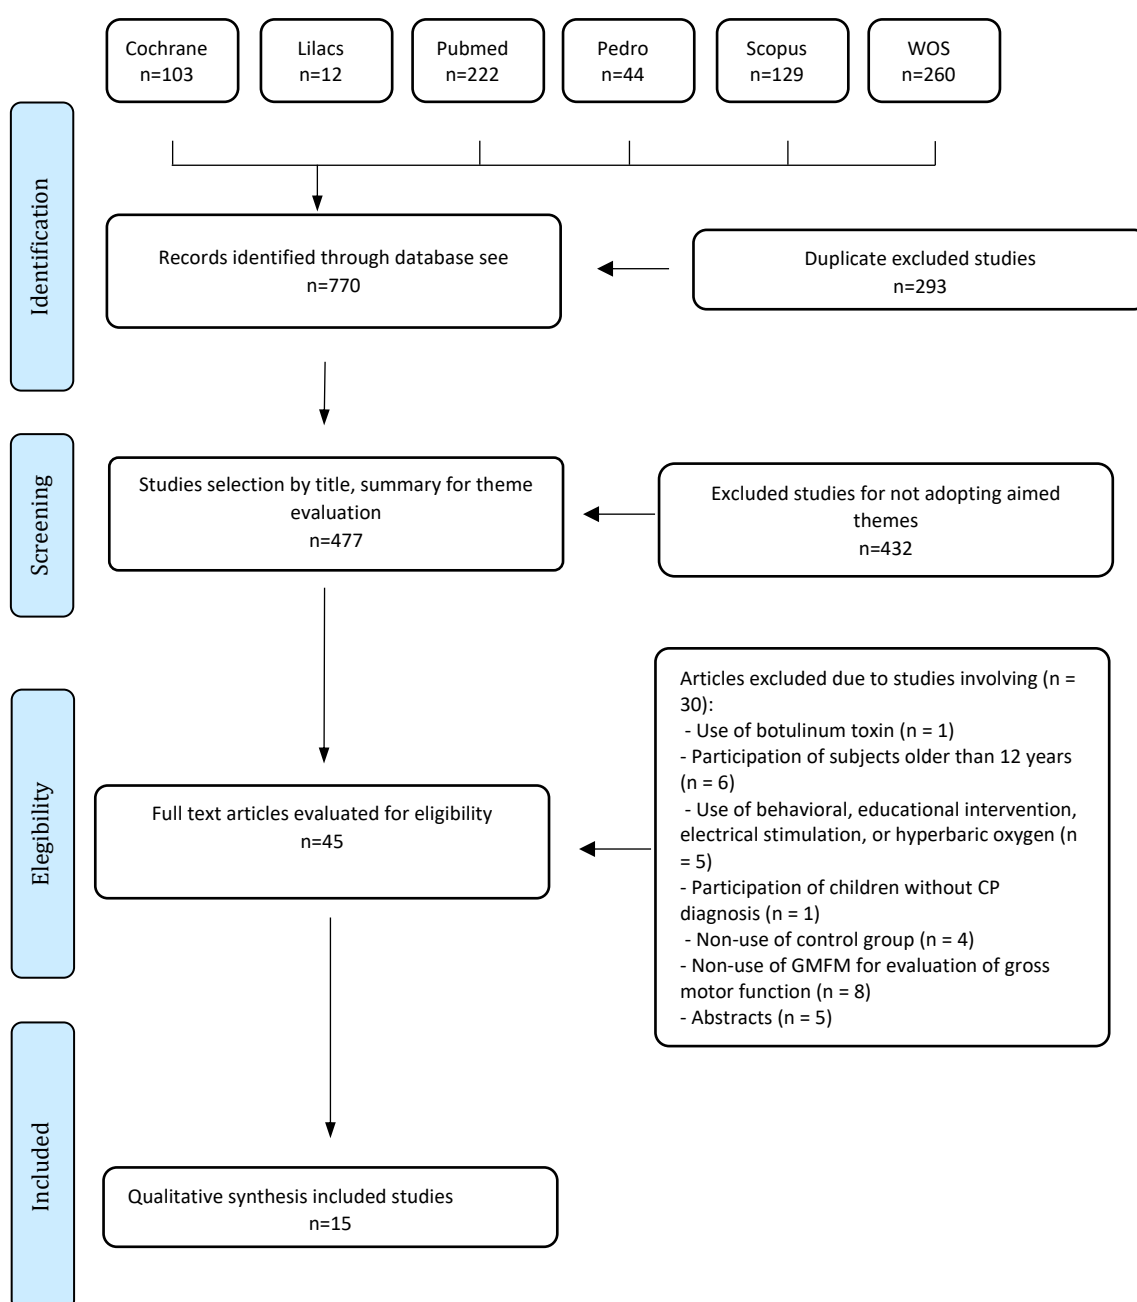 Cochrane
n=103
Lilacs
n=12
Pubmed
n=222
Pedro
n=44
Scopus
n=129
WOS
n=260
Identification
Records identified through database see
n=770
Duplicate excluded studies
n=293
Screening
Studies selection by title, summary for theme
evaluation
n=477
Excluded studies for not adopting aimed
themes
n=432
Elegibility
Full text articles evaluated for eligibility
n=45
Articles excluded due to studies involving (n =
30):
- Use of botulinum toxin (n = 1)
- Participation of subjects older than 12 years
(n = 6)
- Use of behavioral, educational intervention,
electrical stimulation, or hyperbaric oxygen (n
= 5)
- Participation of children without CP
diagnosis (n = 1)
- Non-use of control group (n = 4)
- Non-use of GMFM for evaluation of gross
motor function (n = 8)
- Abstracts (n = 5)
Included
Qualitative synthesis included studies
n=15